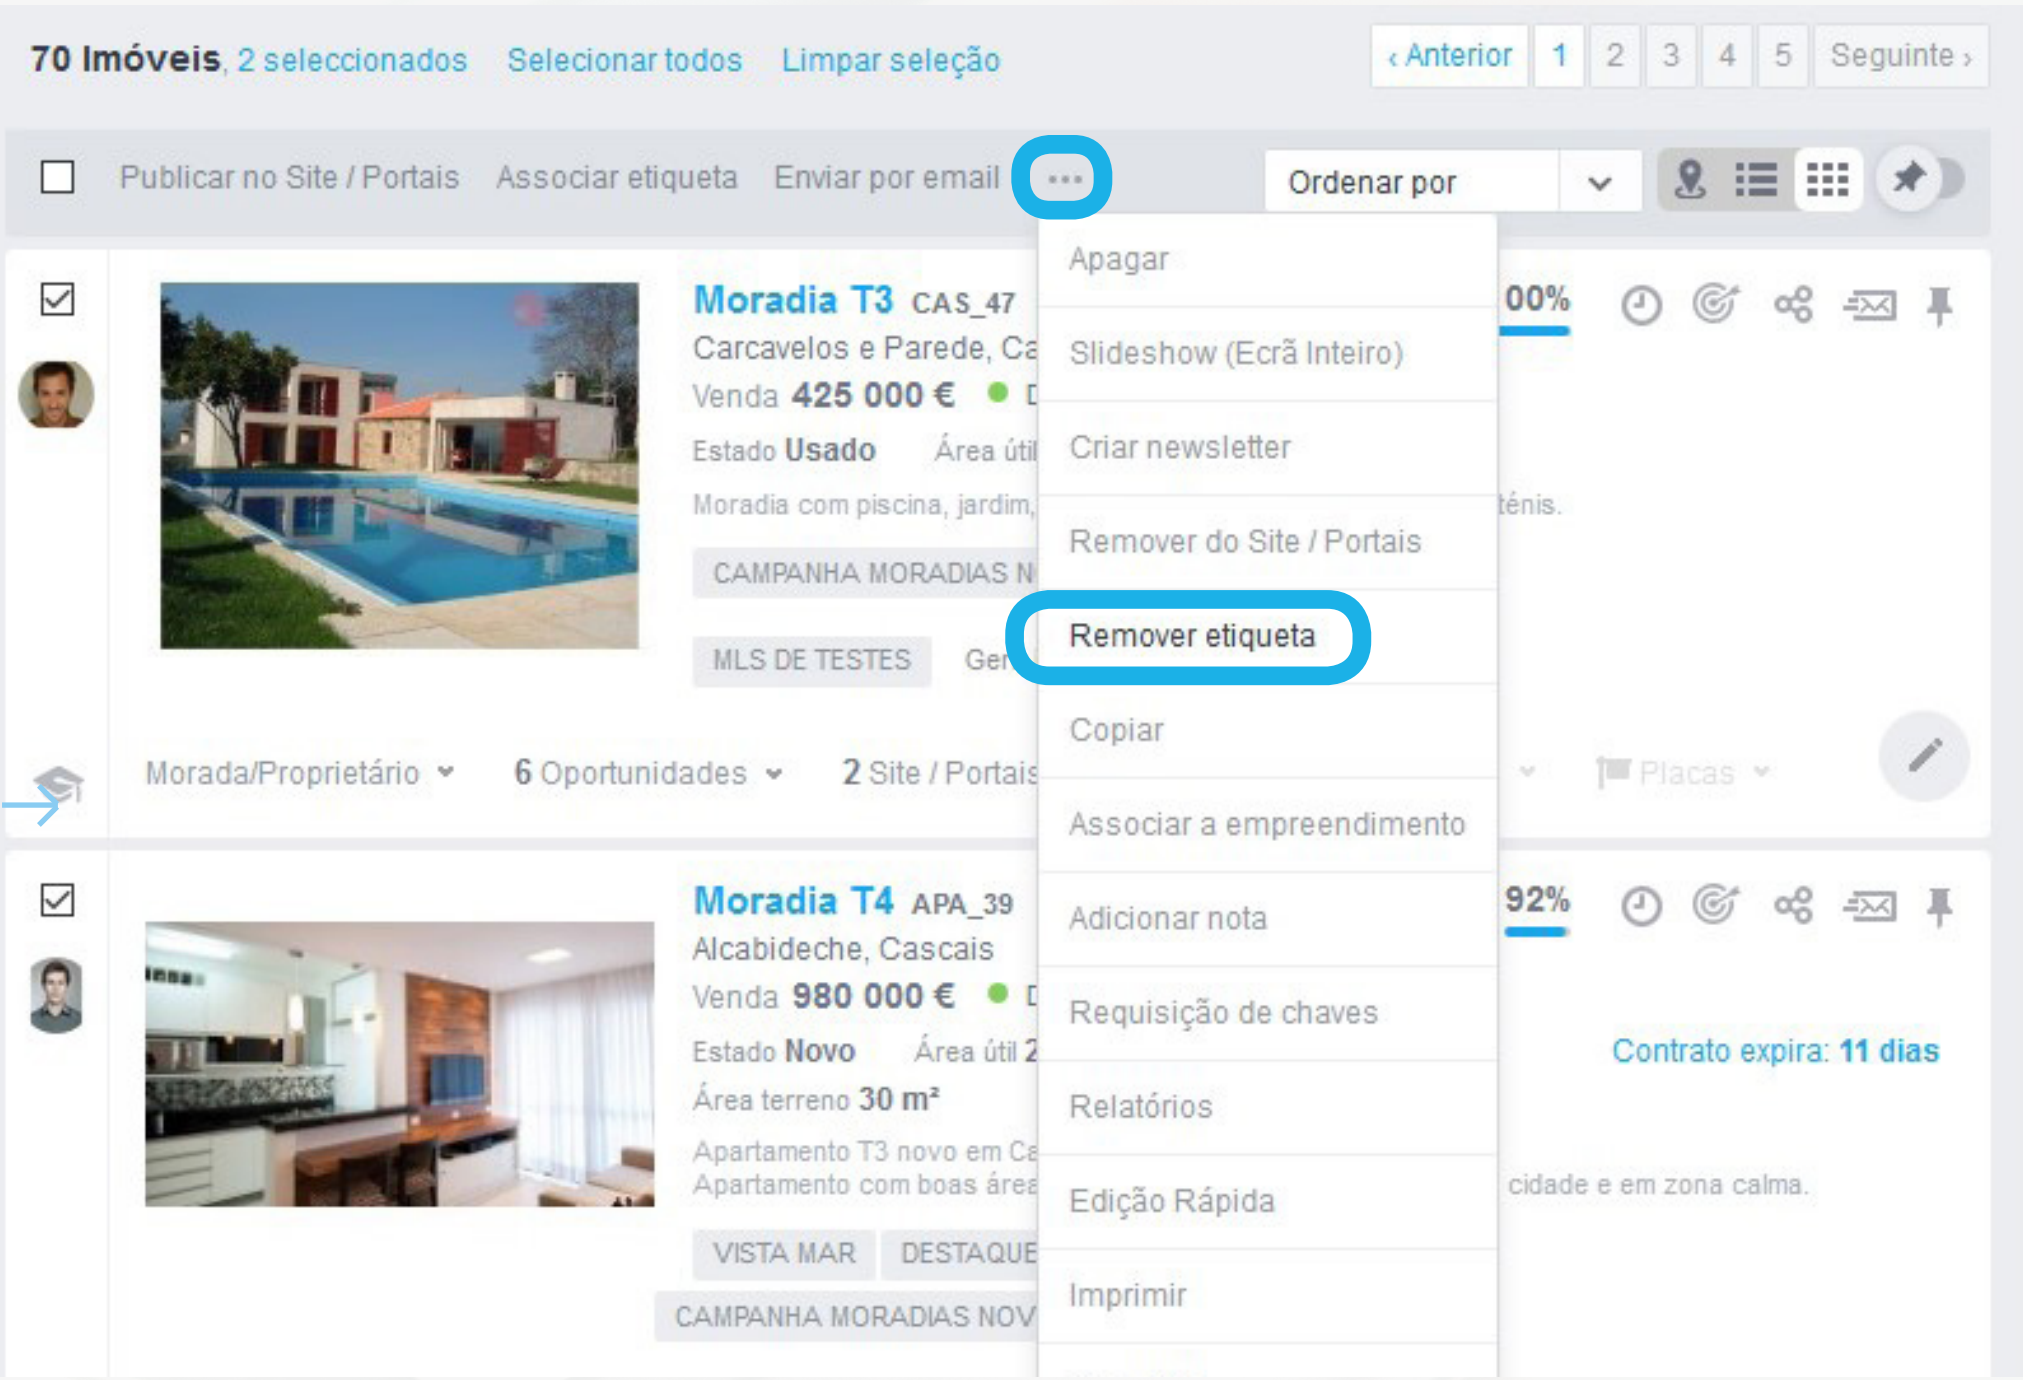 70 Imóveis, 2 seleccionados Selecionar todos Limpar seleção ‹ Anterior 1 2 3 4 5 Seguinte ›
Publicar no Site / Portais Associar etiqueta Enviar por email ... Ordenar por
Apagar
Slideshow (Ecrã Inteiro)
Criar newsletter
Remover do Site / Portais
Remover etiqueta
Copiar
Associar a empreendimento
Adicionar nota
Requisição de chaves
Relatórios
Edição Rápida
Imprimir
Moradia T3 CAS_47 00%
Carcavelos e Parede, Ca
Venda 425 000 €
Estado Usado Área útil
Moradia com piscina, jardim, ténis.
CAMPANHA MORADIAS N
MLS DE TESTES Ger
Morada/Proprietário 6 Oportunidades 2 Site / Portais Placas
Moradia T4 APA_39 92%
Alcabideche, Cascais
Venda 980 000 €
Estado Novo Área útil 2 Contrato expira: 11 dias
Área terreno 30 m²
Apartamento T3 novo em Ca
Apartamento com boas área cidade e em zona calma.
VISTA MAR DESTAQUE
CAMPANHA MORADIAS NOV